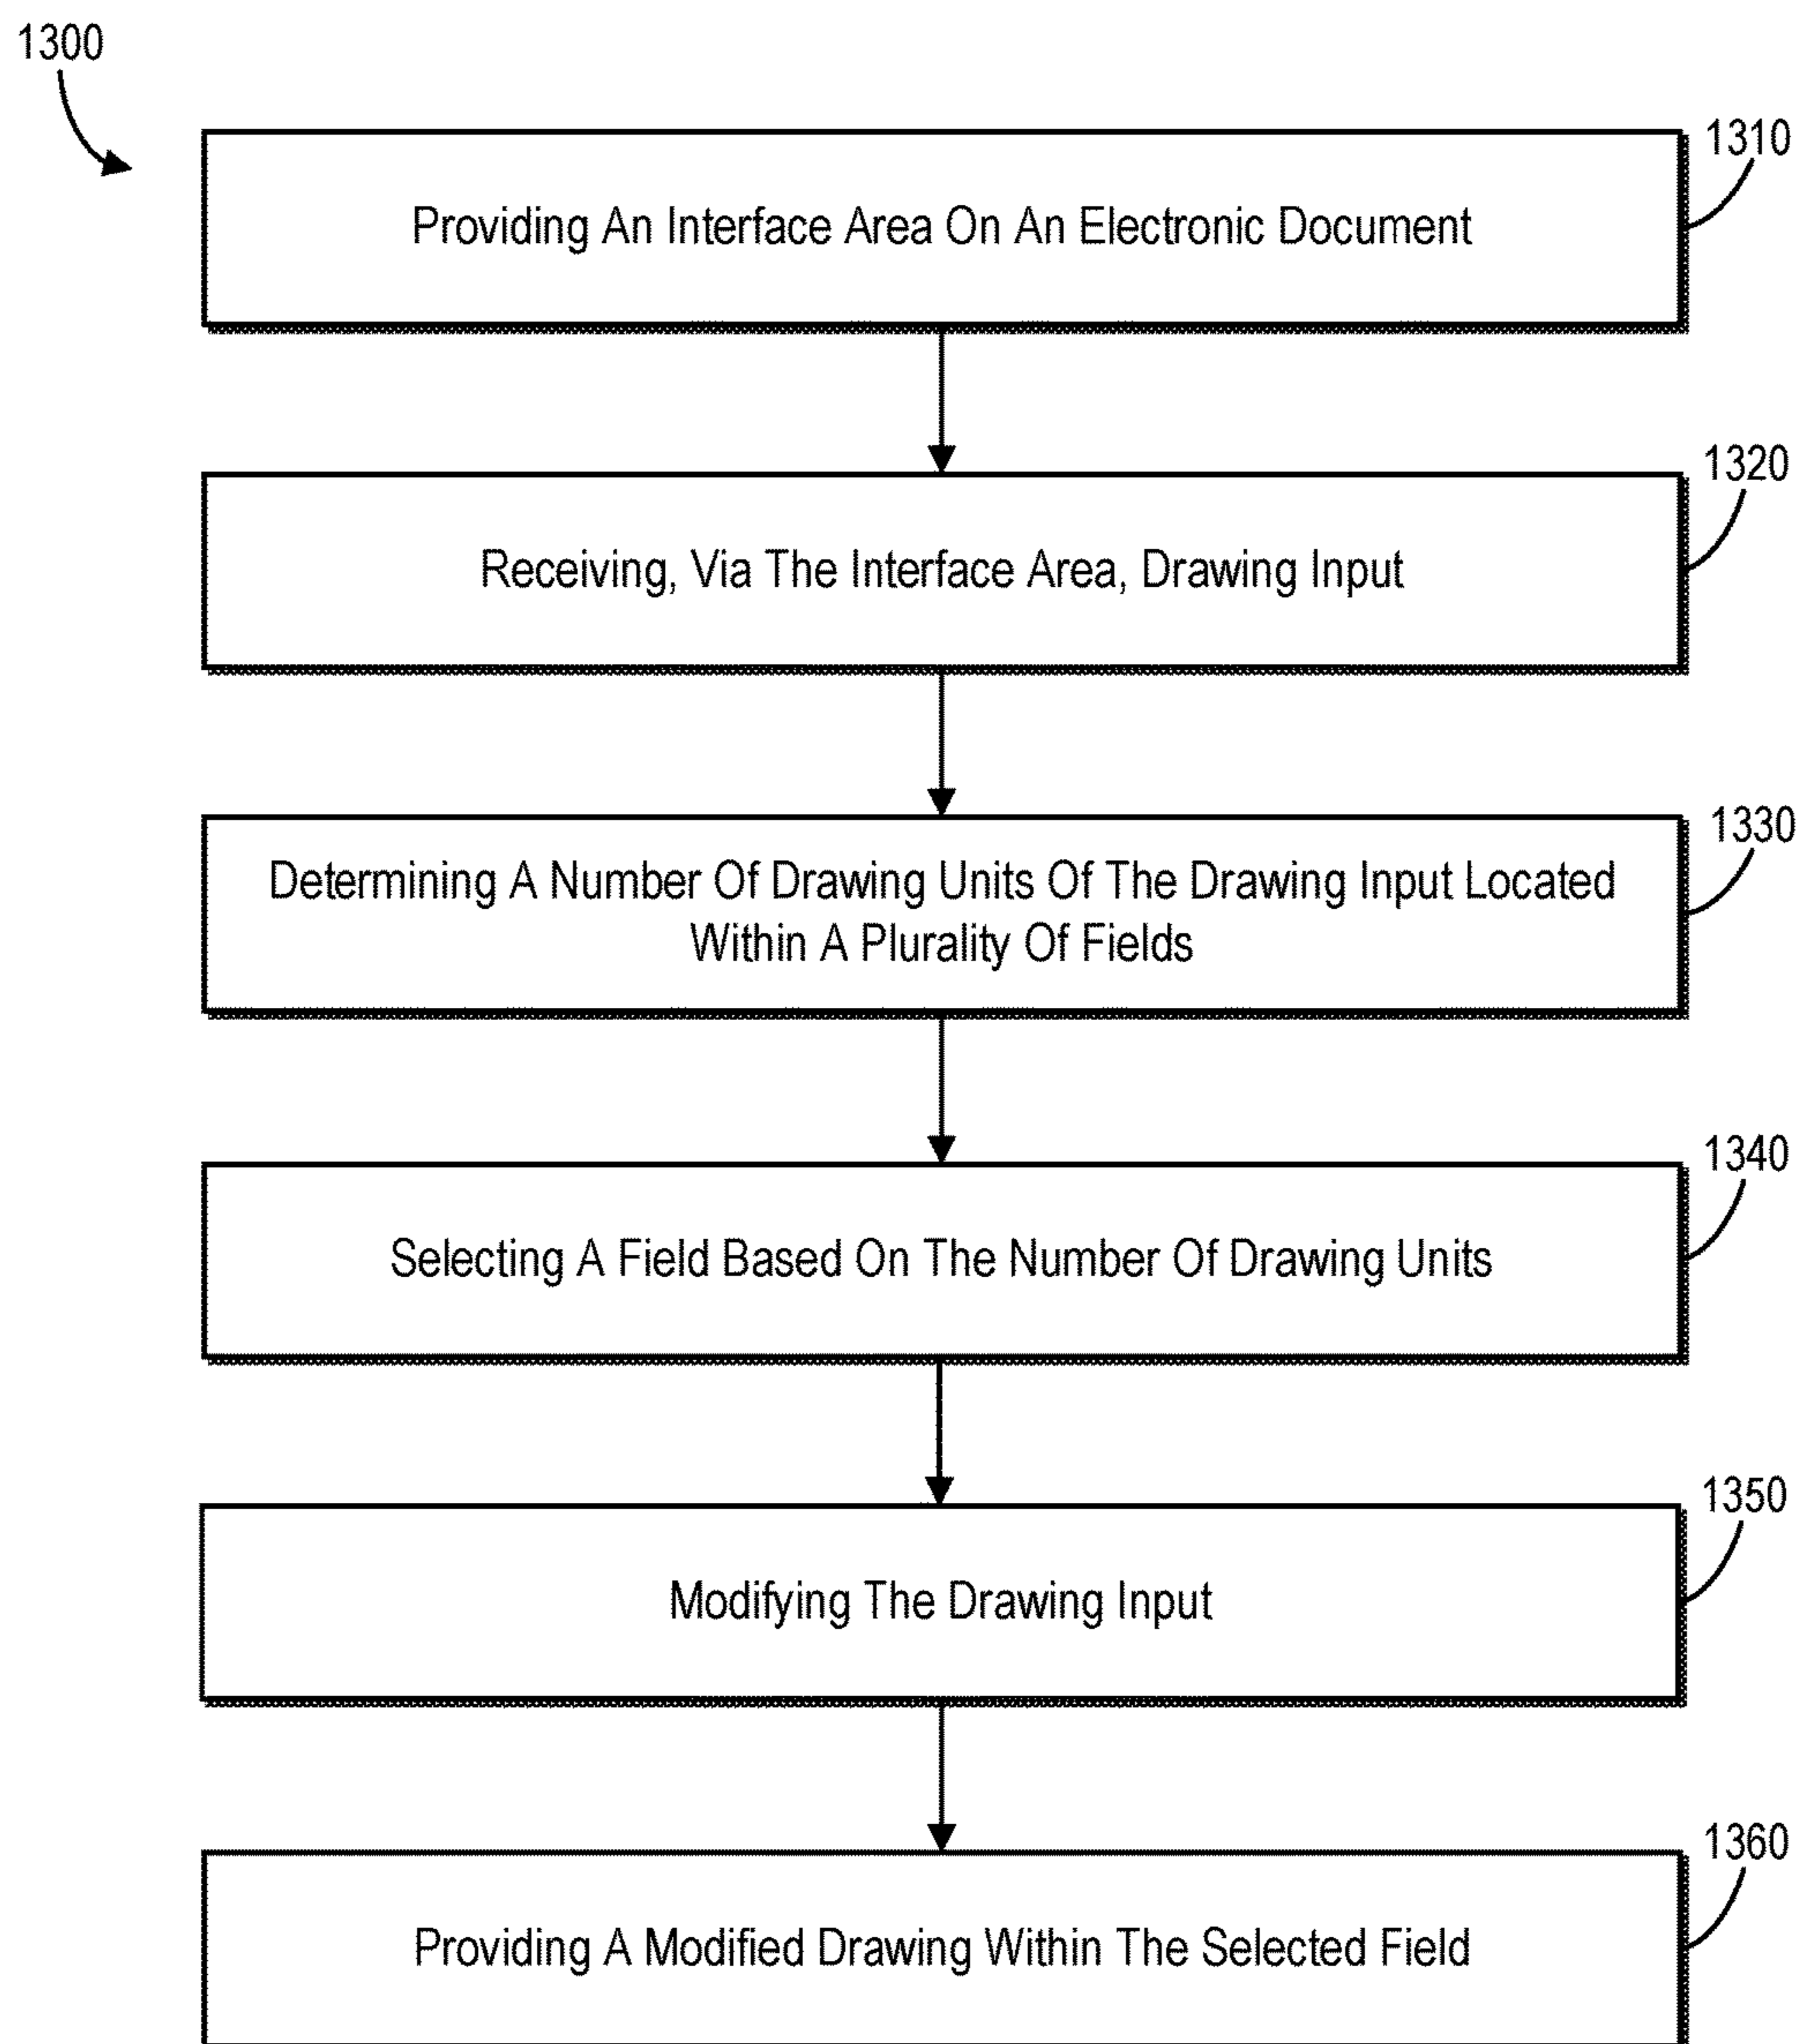 1300
1310
Providing An Interface Area On An Electronic Document
1320
Receiving, Via The Interface Area, Drawing Input
1330
Determining A Number Of Drawing Units Of The Drawing Input Located
Within A Plurality Of Fields
1340
Selecting A Field Based On The Number Of Drawing Units
1350
Modifying The Drawing Input
1360
Providing A Modified Drawing Within The Selected Field